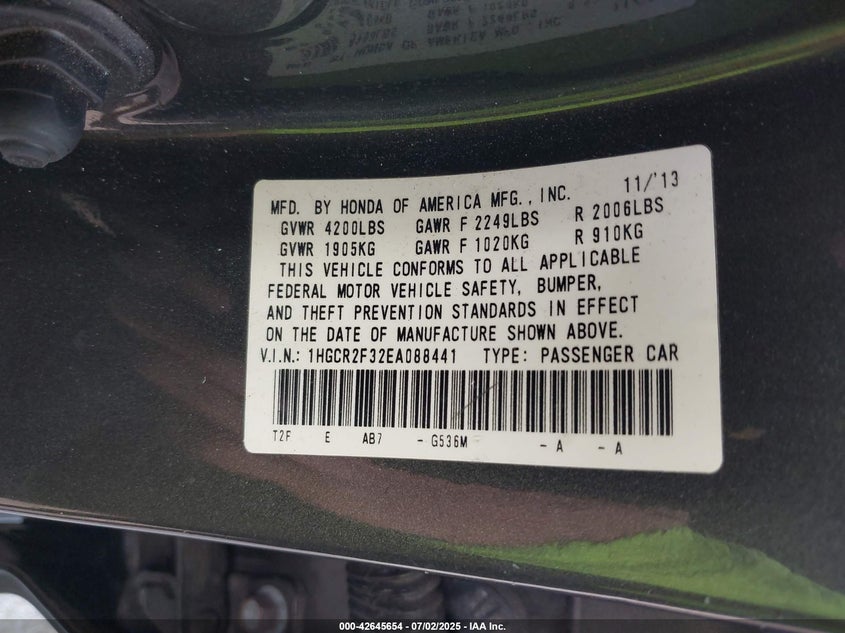 MFD. BY HONDA OF AMERICA MFG., INC. 11/'13
GVWR 4200LBS GAWR F 2249LBS R 2006LBS
GVWR 1905KG GAWR F 1020KG R 910KG
THIS VEHICLE CONFORMS TO ALL APPLICABLE
FEDERAL MOTOR VEHICLE SAFETY, BUMPER,
AND THEFT PREVENTION STANDARDS IN EFFECT
ON THE DATE OF MANUFACTURE SHOWN ABOVE.
V.I.N.: 1HGCR2F32EA088441 TYPE: PASSENGER CAR
T2F E AB7 - G536M - A - A
000-42645654 / 07/02/2025 - IAA Inc.